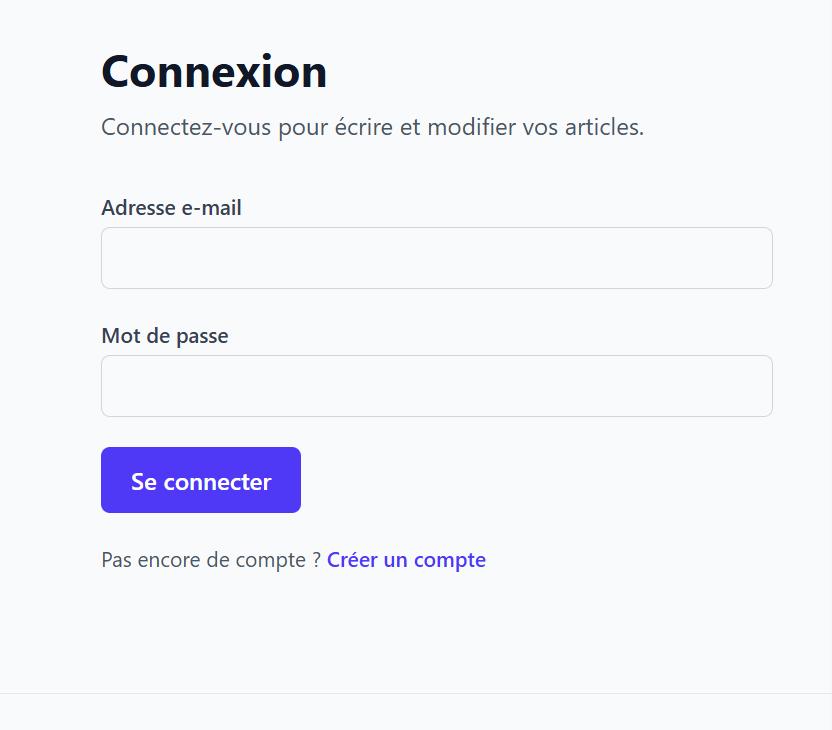 Connexion
Connectez-vous pour écrire et modifier vos articles.
Adresse e-mail
Mot de passe
Se connecter
Pas encore de compte ? Créer un compte